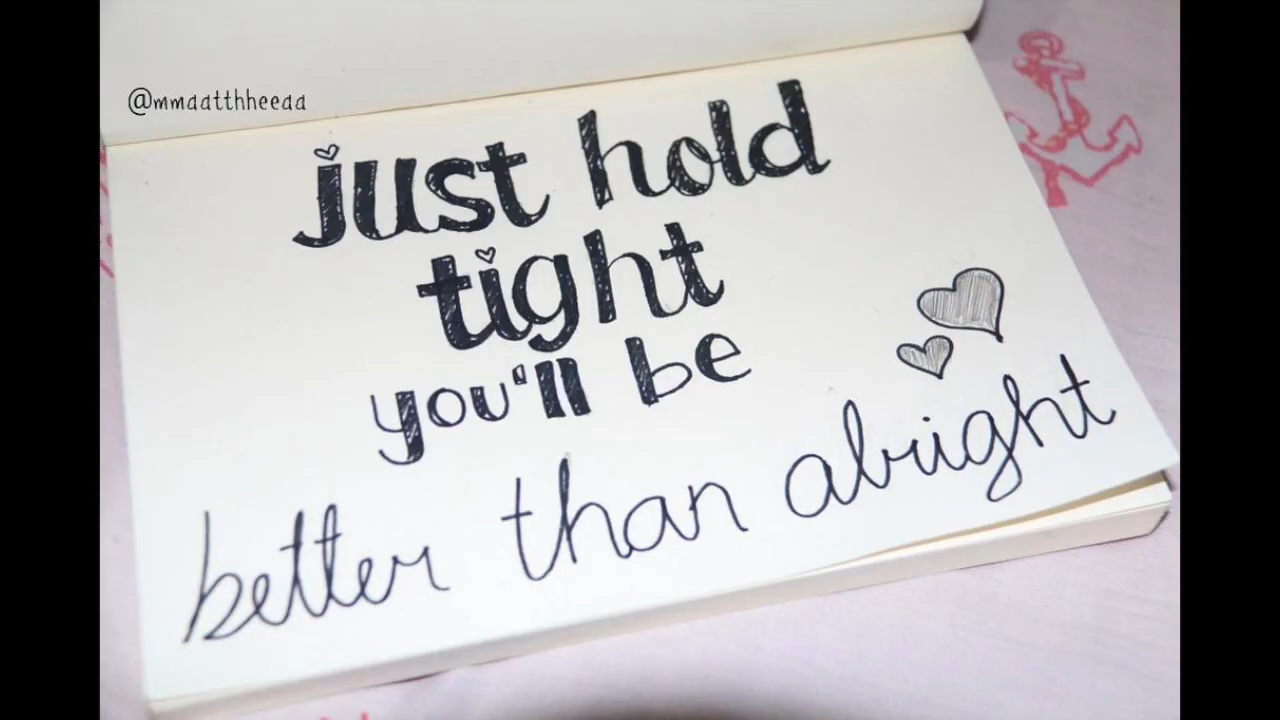 @mmaatthheeaa
just hold
tight
you'll be
better than alright